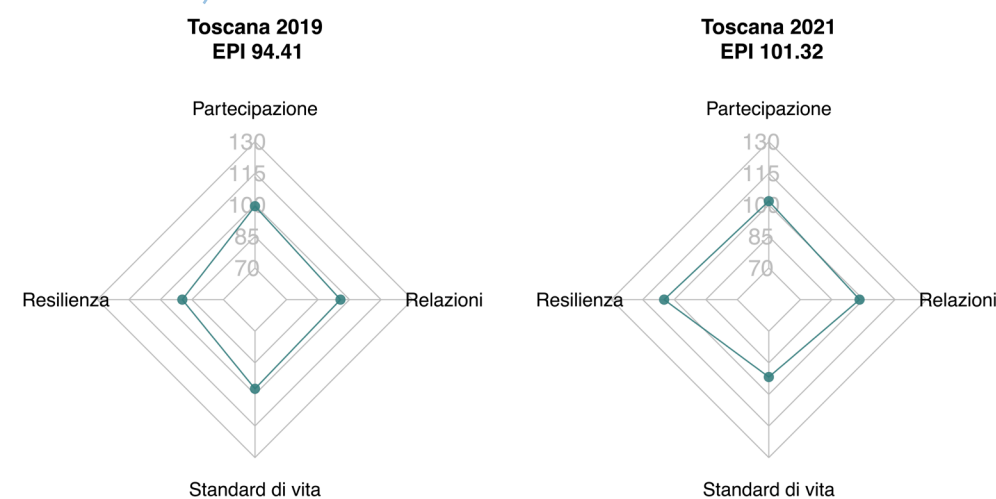 Toscana 2019
EPI 94.41
Partecipazione
130
115
100
85
70
Resilienza
Relazioni
Standard di vita
Toscana 2021
EPI 101.32
Partecipazione
130
115
100
85
70
Resilienza
Relazioni
Standard di vita